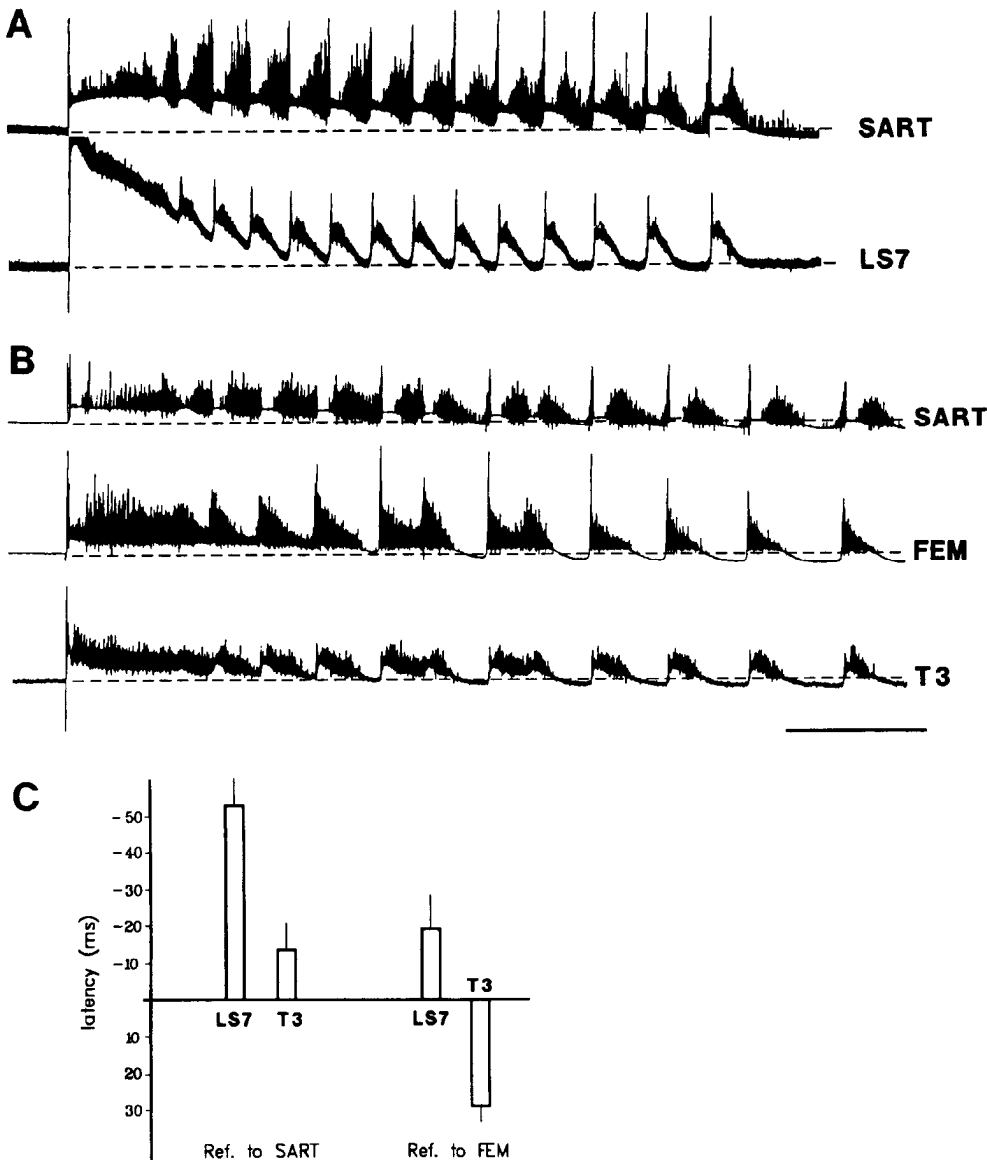 A
SART
LS7
B
SART
FEM
T3
C
latency (ms)
-50
-40
-30
-20
-10
10
20
30
LS7
T3
LS7
T3
Ref. to SART
Ref. to FEM